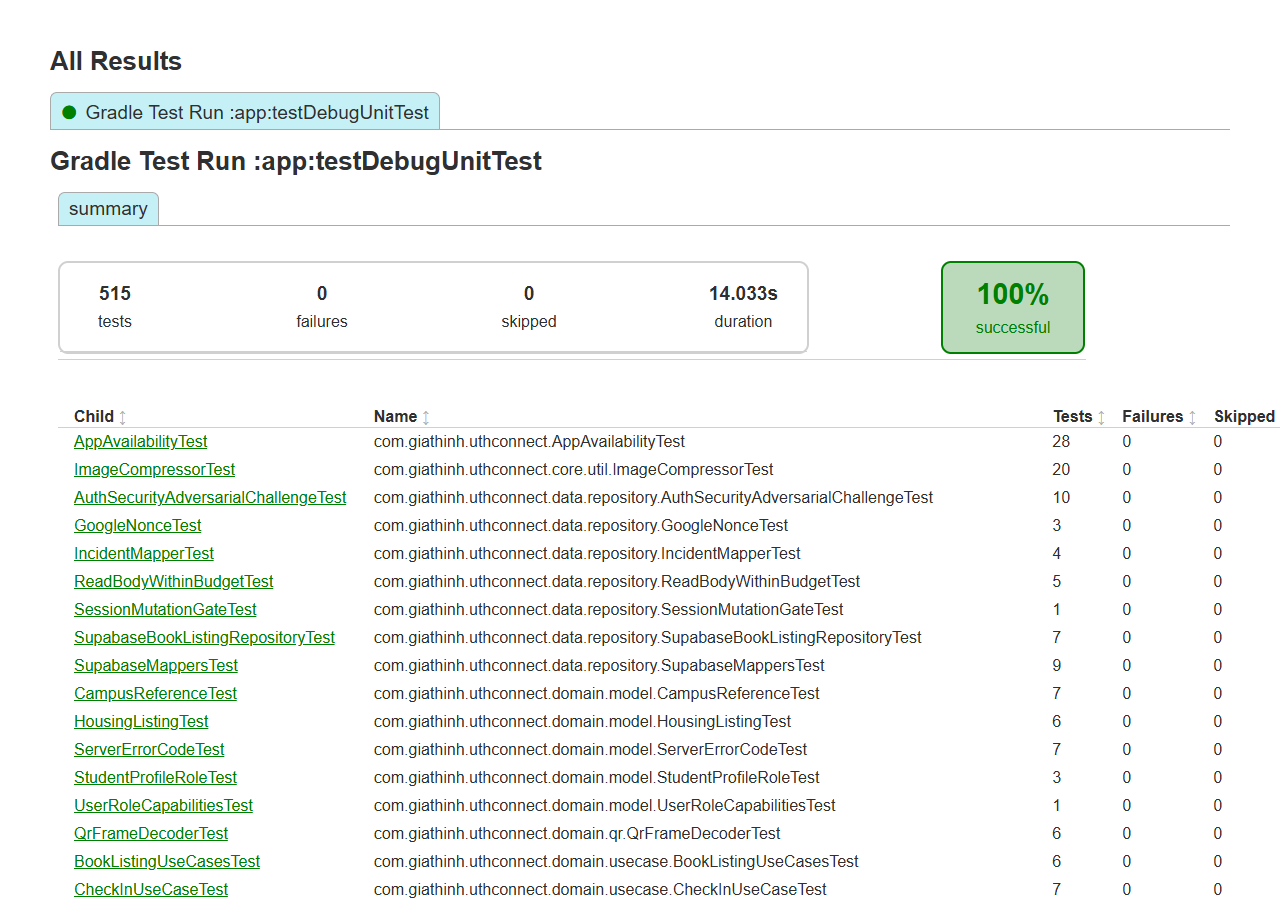 All Results
Gradle Test Run :app:testDebugUnitTest
Gradle Test Run :app:testDebugUnitTest
summary
515 0 0 14.033s 100%
tests failures skipped duration successful
Child Name Tests Failures Skipped
AppAvailabilityTest com.giathinh.uthconnect.AppAvailabilityTest 28 0 0
ImageCompressorTest com.giathinh.uthconnect.core.util.ImageCompressorTest 20 0 0
AuthSecurityAdversarialChallengeTest com.giathinh.uthconnect.data.repository.AuthSecurityAdversarialChallengeTest 10 0 0
GoogleNonceTest com.giathinh.uthconnect.data.repository.GoogleNonceTest 3 0 0
IncidentMapperTest com.giathinh.uthconnect.data.repository.IncidentMapperTest 4 0 0
ReadBodyWithinBudgetTest com.giathinh.uthconnect.data.repository.ReadBodyWithinBudgetTest 5 0 0
SessionMutationGateTest com.giathinh.uthconnect.data.repository.SessionMutationGateTest 1 0 0
SupabaseBookListingRepositoryTest com.giathinh.uthconnect.data.repository.SupabaseBookListingRepositoryTest 7 0 0
SupabaseMappersTest com.giathinh.uthconnect.data.repository.SupabaseMappersTest 9 0 0
CampusReferenceTest com.giathinh.uthconnect.domain.model.CampusReferenceTest 7 0 0
HousingListingTest com.giathinh.uthconnect.domain.model.HousingListingTest 6 0 0
ServerErrorCodeTest com.giathinh.uthconnect.domain.model.ServerErrorCodeTest 7 0 0
StudentProfileRoleTest com.giathinh.uthconnect.domain.model.StudentProfileRoleTest 3 0 0
UserRoleCapabilitiesTest com.giathinh.uthconnect.domain.model.UserRoleCapabilitiesTest 1 0 0
QrFrameDecoderTest com.giathinh.uthconnect.domain.qr.QrFrameDecoderTest 6 0 0
BookListingUseCasesTest com.giathinh.uthconnect.domain.usecase.BookListingUseCasesTest 6 0 0
CheckInUseCaseTest com.giathinh.uthconnect.domain.usecase.CheckInUseCaseTest 7 0 0